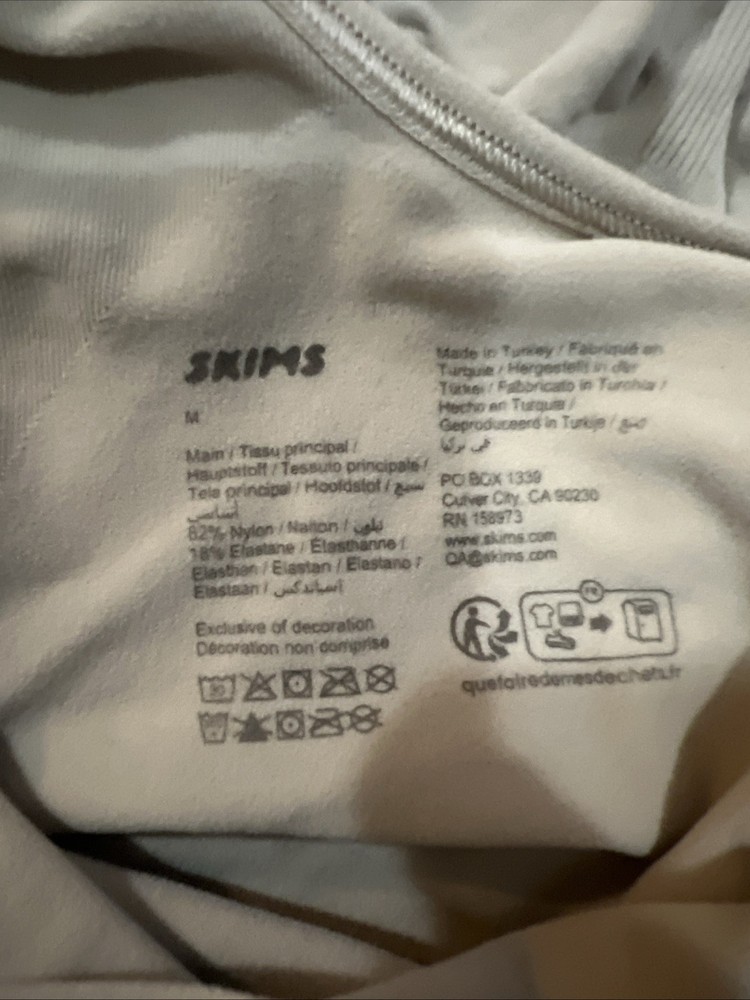 SKIMS
M
Main / Tissu principal /
Hauptstoff / Tessuto principale /
Tela principal / Hoofdstof / نسيج
أساسي
82% Nylon / Nailon / نايلون
18% Elastane / Élasthanne /
Elasthan / Elastan / Elastano /
Elastaan / إسباندكس
Exclusive of decoration
Décoration non comprise
30
Made in Turkey / Fabriqué en
Turquie / Hergestellt in der
Türkei / Fabbricato in Turchia /
Hecho en Turquía /
Geproduceerd in Turkije / صنع
في تركيا
PO BOX 1339
Culver City, CA 90230
RN 158973
www.skims.com
QA@skims.com
FR
quefairedemesdechets.fr